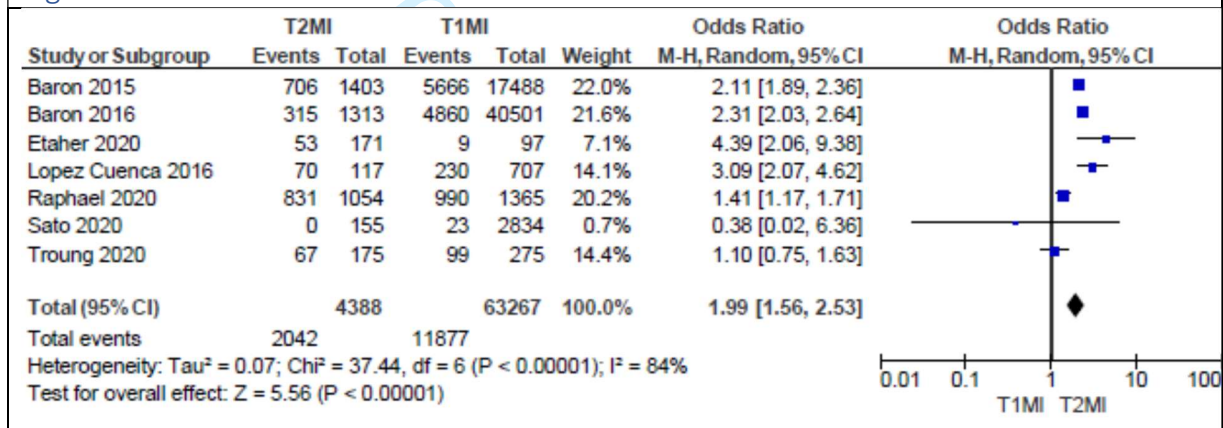 T2MI T1MI Odds Ratio Odds Ratio
Study or Subgroup Events Total Events Total Weight M-H, Random, 95% CI M-H, Random, 95% CI
Baron 2015 706 1403 5666 17488 22.0% 2.11 [1.89, 2.36]
Baron 2016 315 1313 4860 40501 21.6% 2.31 [2.03, 2.64]
Etaher 2020 53 171 9 97 7.1% 4.39 [2.06, 9.38]
Lopez Cuenca 2016 70 117 230 707 14.1% 3.09 [2.07, 4.62]
Raphael 2020 831 1054 990 1365 20.2% 1.41 [1.17, 1.71]
Sato 2020 0 155 23 2834 0.7% 0.38 [0.02, 6.36]
Troung 2020 67 175 99 275 14.4% 1.10 [0.75, 1.63]
Total (95% CI) 4388 63267 100.0% 1.99 [1.56, 2.53]
Total events 2042 11877
Heterogeneity: Tau² = 0.07; Chi² = 37.44, df = 6 (P < 0.00001); I² = 84%
Test for overall effect: Z = 5.56 (P < 0.00001)
0.01 0.1 1 10 100
T1MI T2MI